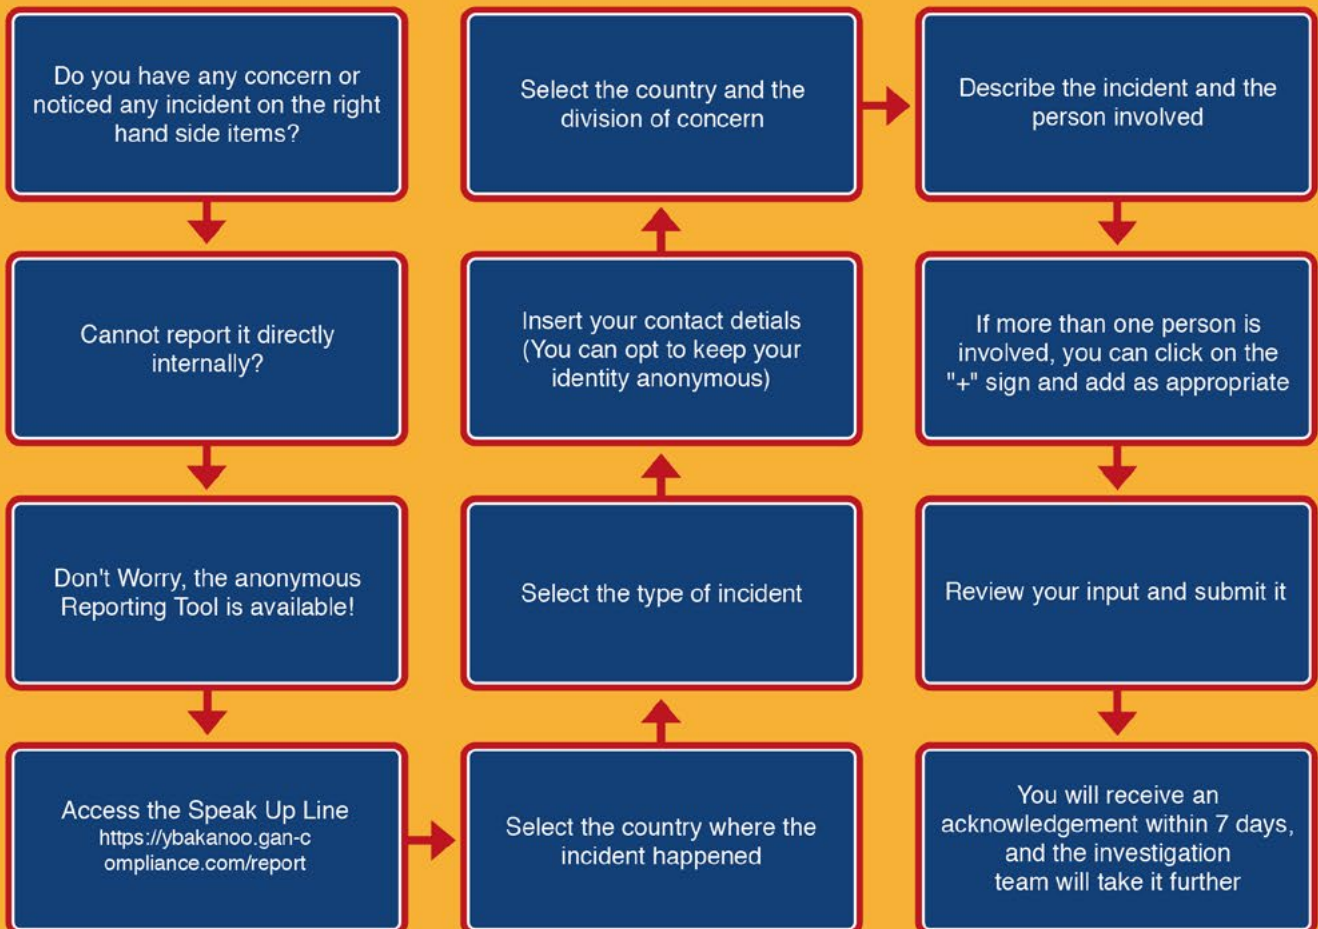 Do you have any concern or
noticed any incident on the right
hand side items?
Cannot report it directly
internally?
Don't Worry, the anonymous
Reporting Tool is available!
Access the Speak Up Line
https://ybakanoo.gan-c
ompliance.com/report
Select the country where the
incident happened
Select the type of incident
Insert your contact detials
(You can opt to keep your
identity anonymous)
Select the country and the
division of concern
Describe the incident and the
person involved
If more than one person is
involved, you can click on the
"+" sign and add as appropriate
Review your input and submit it
You will receive an
acknowledgement within 7 days,
and the investigation
team will take it further